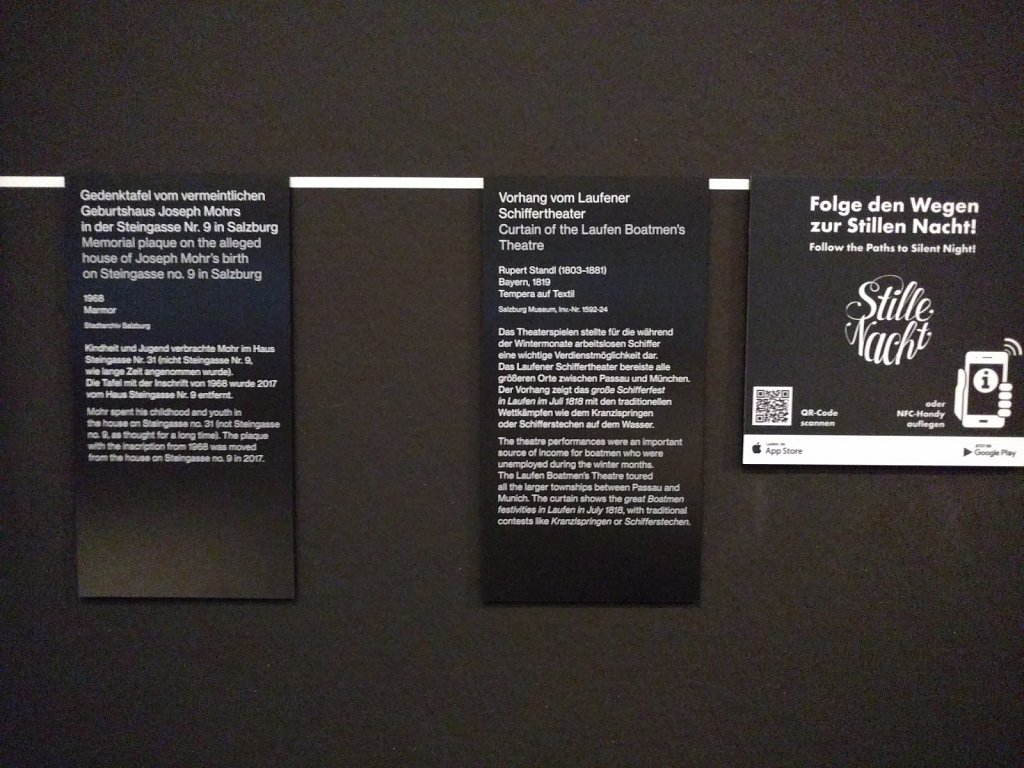 Gedenktafel vom vermeintlichen
Geburtshaus Joseph Mohrs
in der Steingasse Nr. 9 in Salzburg
Memorial plaque on the alleged
house of Joseph Mohr's birth
on Steingasse no. 9 in Salzburg
1968
Marmor
Stadtarchiv Salzburg
Kindheit und Jugend verbrachte Mohr im Haus
Steingasse Nr. 31 (nicht Steingasse Nr. 9,
wie lange Zeit angenommen wurde).
Die Tafel mit der Inschrift von 1968 wurde 2017
vom Haus Steingasse Nr. 9 entfernt.
Mohr spent his childhood and youth in
the house on Steingasse no. 31 (not Steingasse
no. 9, as thought for a long time). The plaque
with the inscription from 1968 was moved
from the house on Steingasse no. 9 in 2017.
Vorhang vom Laufener
Schiffertheater
Curtain of the Laufen Boatmen's
Theatre
Rupert Standl (1803–1881)
Bayern, 1819
Tempera auf Textil
Salzburg Museum, Inv.-Nr. 1592-24
Das Theaterspielen stellte für die während
der Wintermonate arbeitslosen Schiffer
eine wichtige Verdienstmöglichkeit dar.
Das Laufener Schiffertheater bereiste alle
größeren Orte zwischen Passau und München.
Der Vorhang zeigt das große Schifferfest
in Laufen im Juli 1818 mit den traditionellen
Wettkämpfen wie dem Kranzlspringen
oder Schifferstechen auf dem Wasser.
The theatre performances were an important
source of income for boatmen who were
unemployed during the winter months.
The Laufen Boatmen's Theatre toured
all the larger townships between Passau and
Munich. The curtain shows the great Boatmen
festivities in Laufen in July 1818, with traditional
contests like Kranzlspringen or Schifferstechen.
Folge den Wegen
zur Stillen Nacht!
Follow the Paths to Silent Night!
Stille
Nacht
QR-Code
scannen
oder
NFC-Handy
auflegen
Laden im
App Store
JETZT BEI
Google Play